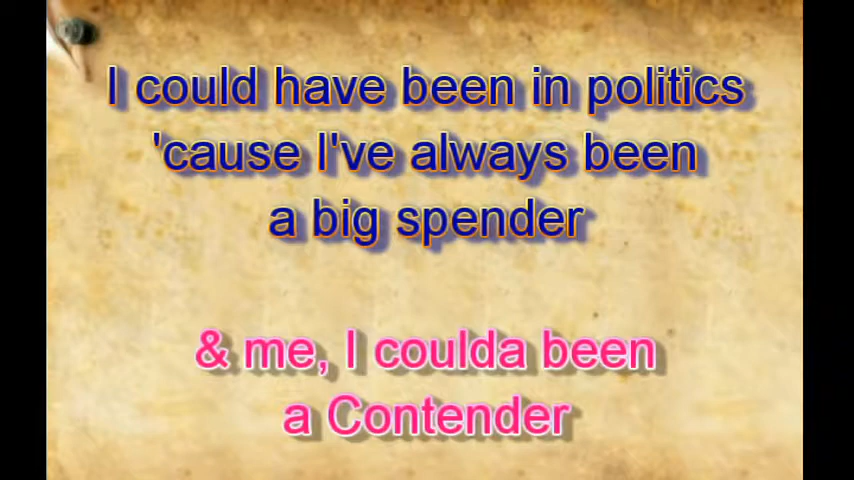 I could have been in politics
'cause I've always been
a big spender
& me, I coulda been
a Contender